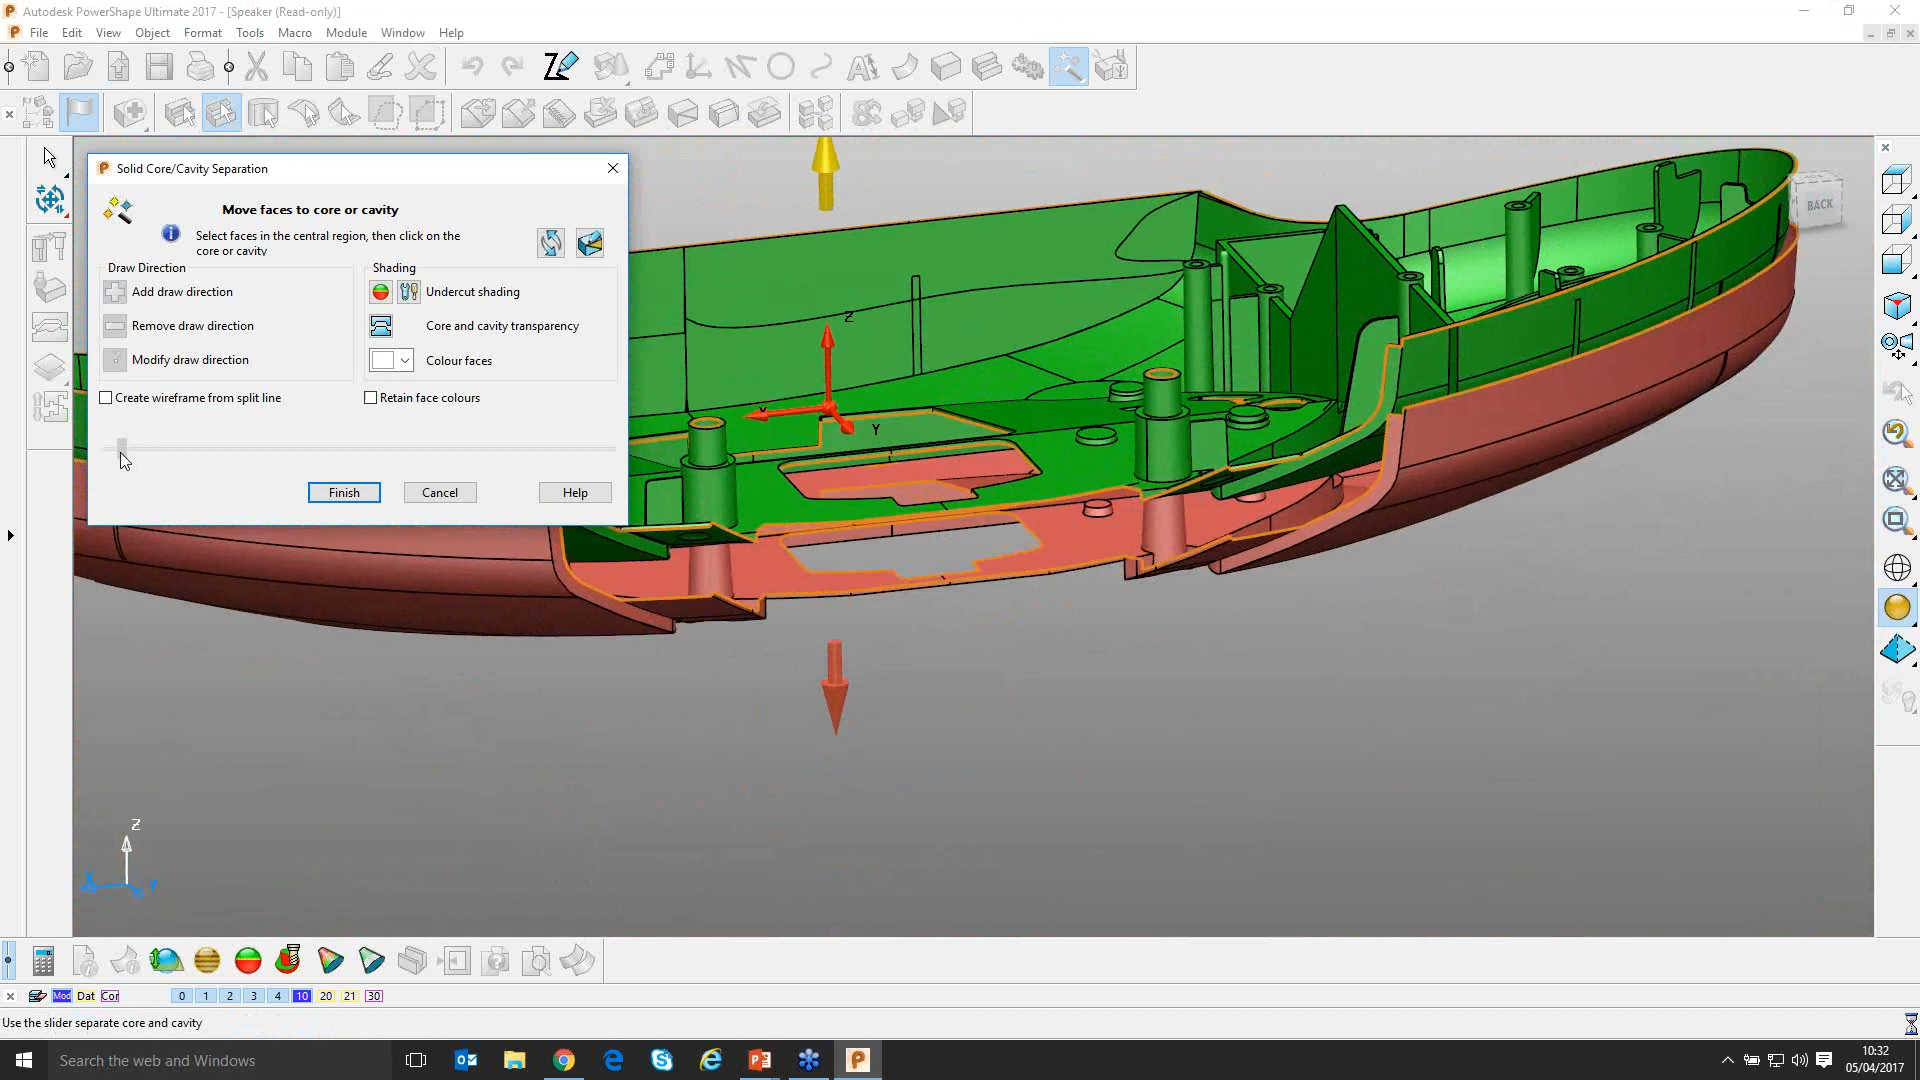 Autodesk PowerShape Ultimate 2017 - [Speaker (Read-only)]
File Edit View Object Format Tools Macro Module Window Help
Solid Core/Cavity Separation
Move faces to core or cavity
Select faces in the central region, then click on the
core or cavity
Draw Direction
Add draw direction
Remove draw direction
Modify draw direction
Shading
Undercut shading
Core and cavity transparency
Colour faces
Create wireframe from split line
Retain face colours
Finish Cancel Help
BACK
Z
X
Y
Z
X
Y
Mod Dat Cor 0 1 2 3 4 10 20 21 30
Use the slider separate core and cavity
Search the web and Windows
10:32
05/04/2017